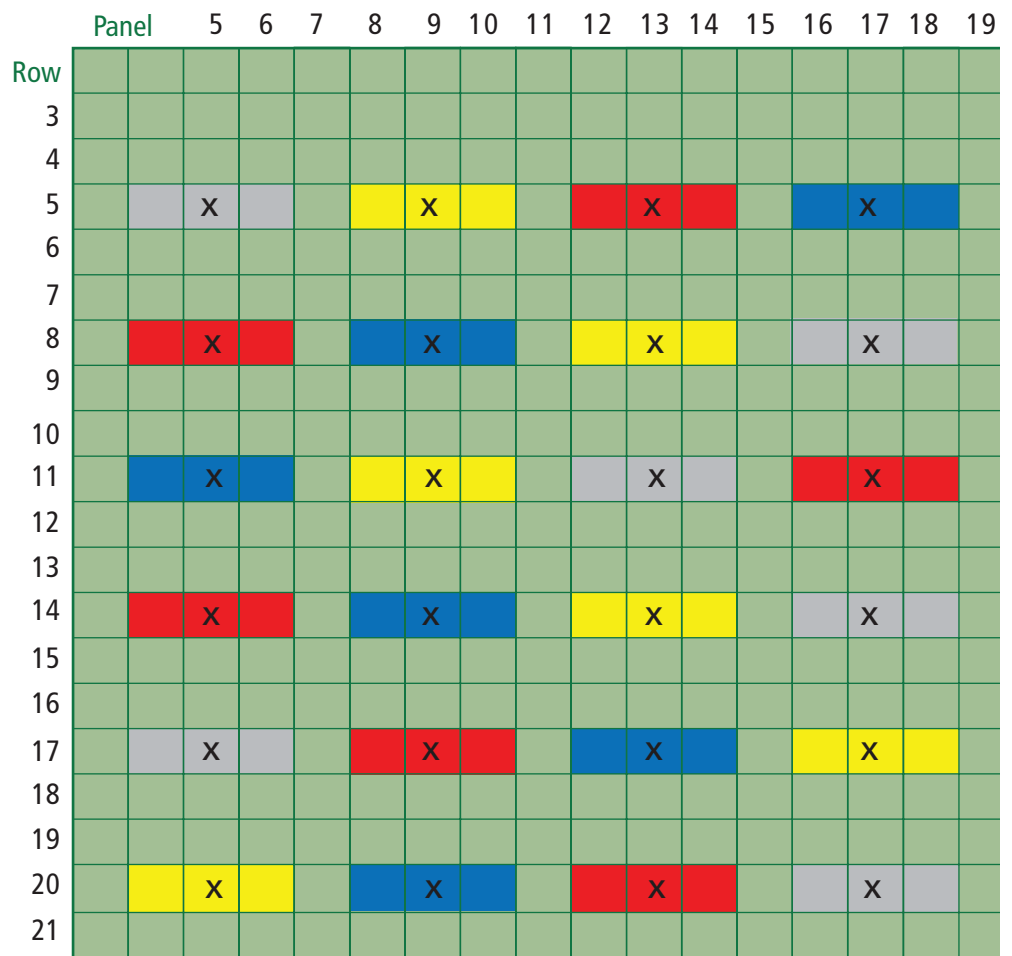 Panel 5 6 7 8 9 10 11 12 13 14 15 16 17 18 19
Row
3
4
5 X X X X
6
7
8 X X X X
9
10
11 X X X X
12
13
14 X X X X
15
16
17 X X X X
18
19
20 X X X X
21